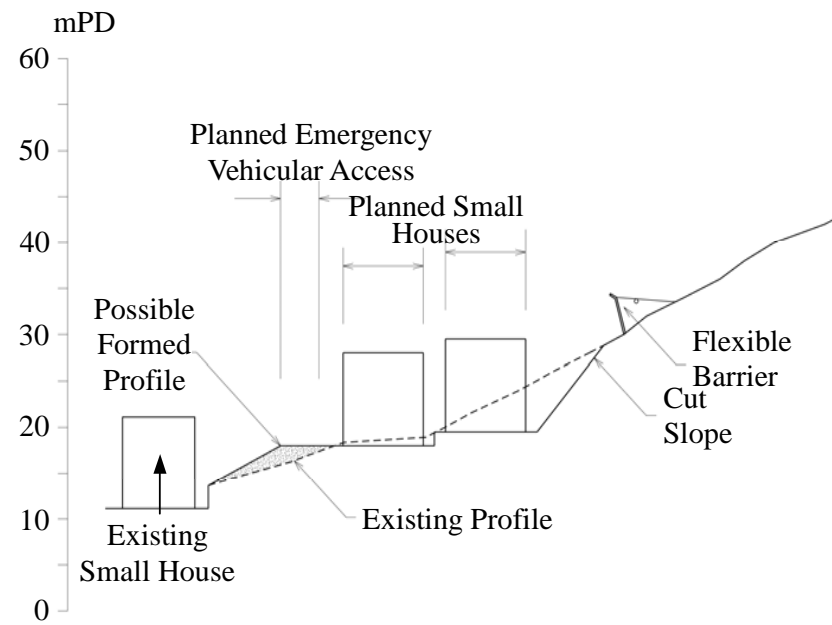 mPD
60
50
40
30
20
10
0
Planned Emergency
Vehicular Access
Planned Small
Houses
Possible
Formed
Profile
Flexible
Barrier
Cut
Slope
Existing Profile
Existing
Small House